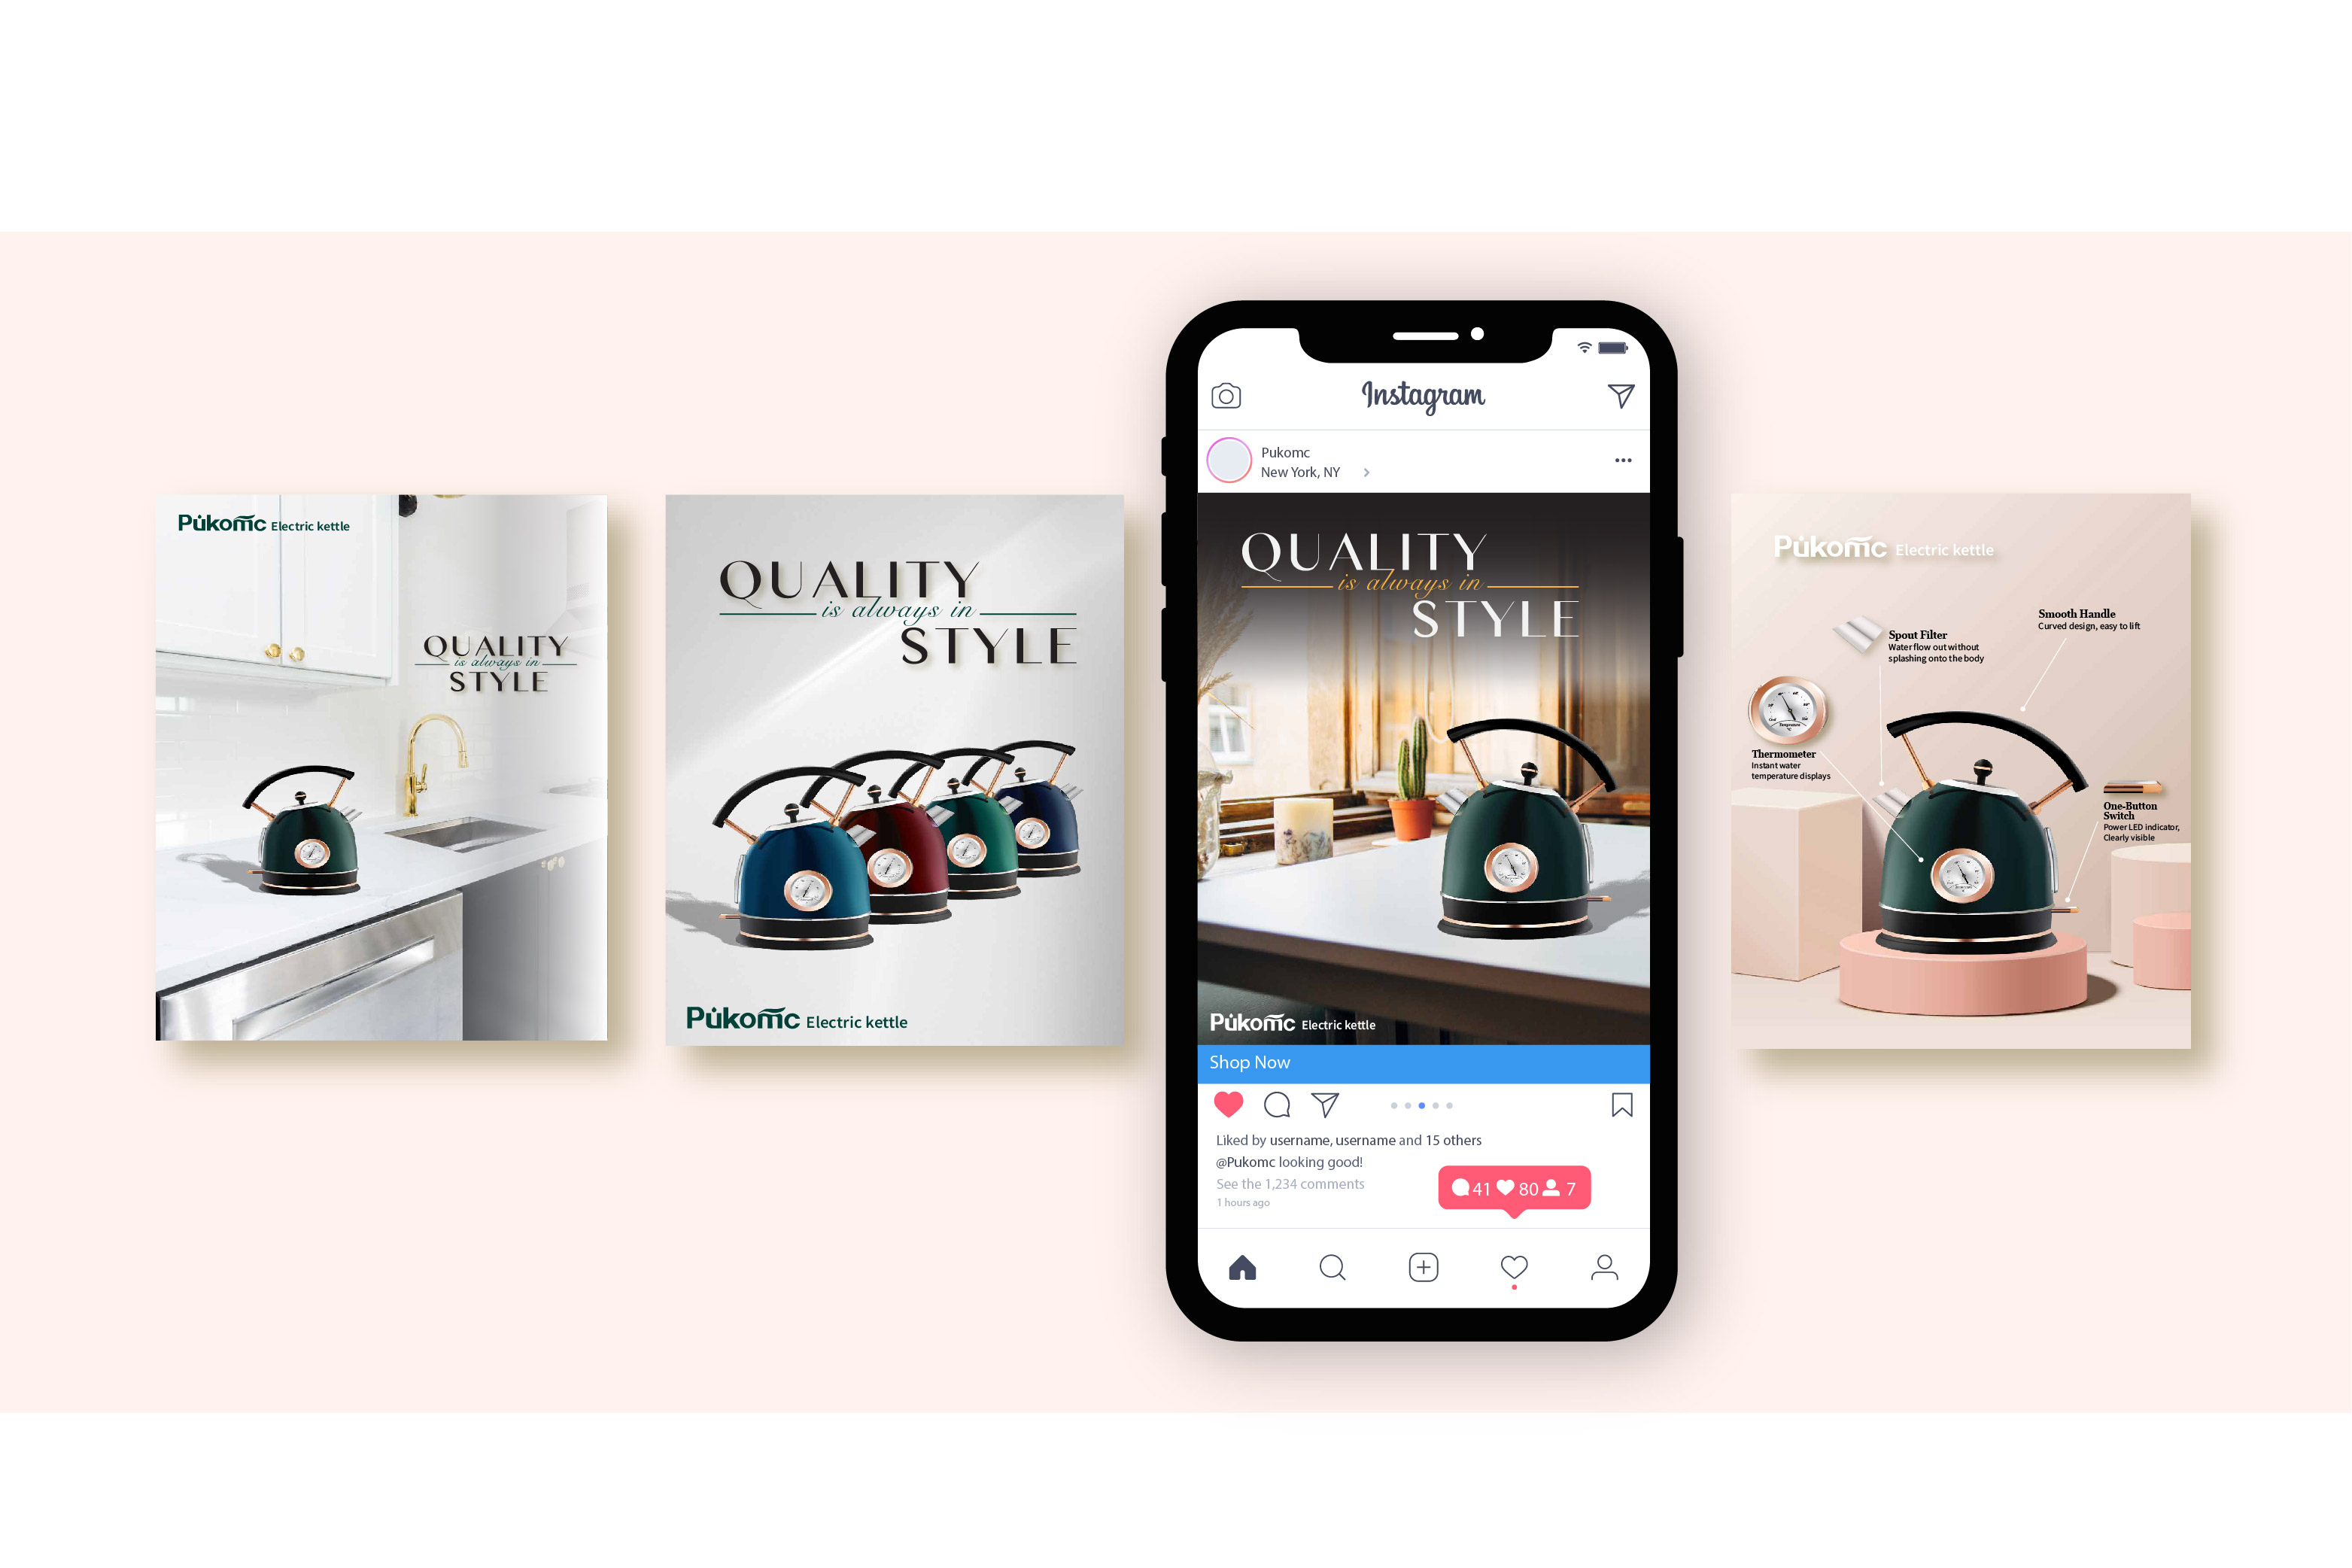 Pukomc Electric kettle
QUALITY
is always in
STYLE
QUALITY
is always in
STYLE
Pukomc Electric kettle
Instagram
Pukomc
New York, NY
QUALITY
is always in
STYLE
Pukomc Electric kettle
Shop Now
Liked by username, username and 15 others
@Pukomc looking good!
See the 1,234 comments
1 hours ago
41 80 7
Pukomc Electric kettle
Smooth Handle
Curved design, easy to lift
Spout Filter
Water flow out without
splashing onto the body
Thermometer
Instant water
temperature displays
One-Button
Switch
Power LED indicator,
Clearly visible